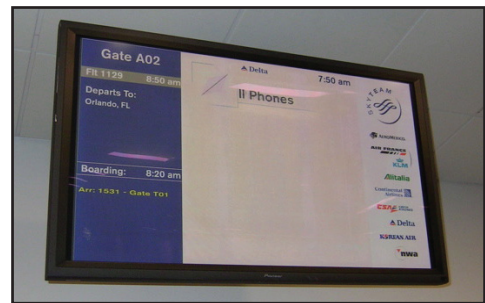 Gate A02
Flt 1129 8:50 am
Departs To:
Orlando, FL
Boarding: 8:20 am
Arr: 1531 - Gate T01
Delta 7:50 am
ll Phones
SKYTEAM
AeroMexico
AIR FRANCE
KLM
Alitalia
Continental
Airlines
CSA
Delta
KOREAN AIR
nwa
Pioneer